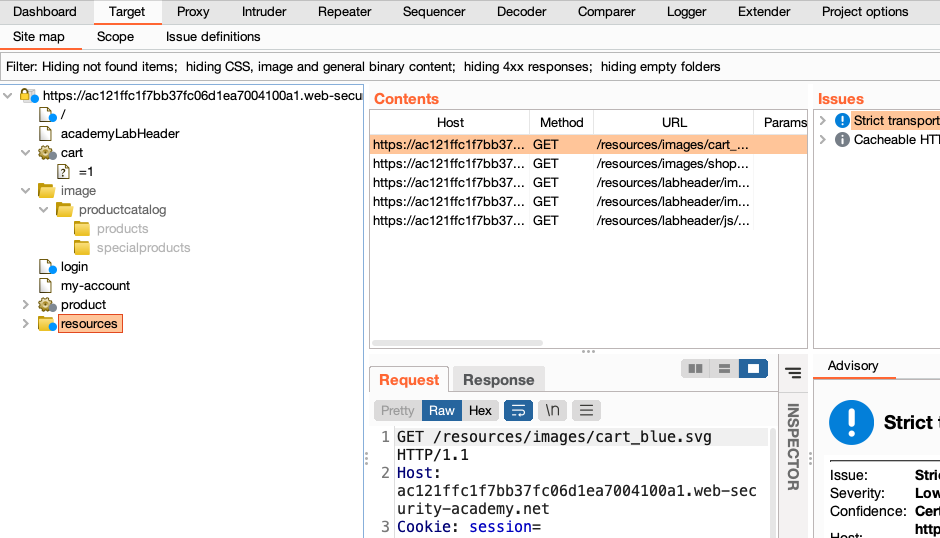 Dashboard Target Proxy Intruder Repeater Sequencer Decoder Comparer Logger Extender Project options
Site map Scope Issue definitions
Filter: Hiding not found items; hiding CSS, image and general binary content; hiding 4xx responses; hiding empty folders
https://ac121ffc1f7bb37fc06d1ea7004100a1.web-secu
/
academyLabHeader
cart
=1
image
productcatalog
products
specialproducts
login
my-account
product
resources
Contents
Host Method URL Params
https://ac121ffc1f7bb37... GET /resources/images/cart_...
https://ac121ffc1f7bb37... GET /resources/images/shop...
https://ac121ffc1f7bb37... GET /resources/labheader/im...
https://ac121ffc1f7bb37... GET /resources/labheader/im...
https://ac121ffc1f7bb37... GET /resources/labheader/js/...
Issues
Strict transport
Cacheable HTT
Request Response
Pretty Raw Hex \n
1 GET /resources/images/cart_blue.svg
HTTP/1.1
2 Host:
ac121ffc1f7bb37fc06d1ea7004100a1.web-sec
urity-academy.net
3 Cookie: session=
INSPECTOR
Advisory
Strict t
Issue: Stric
Severity: Low
Confidence: Cert
Host: http